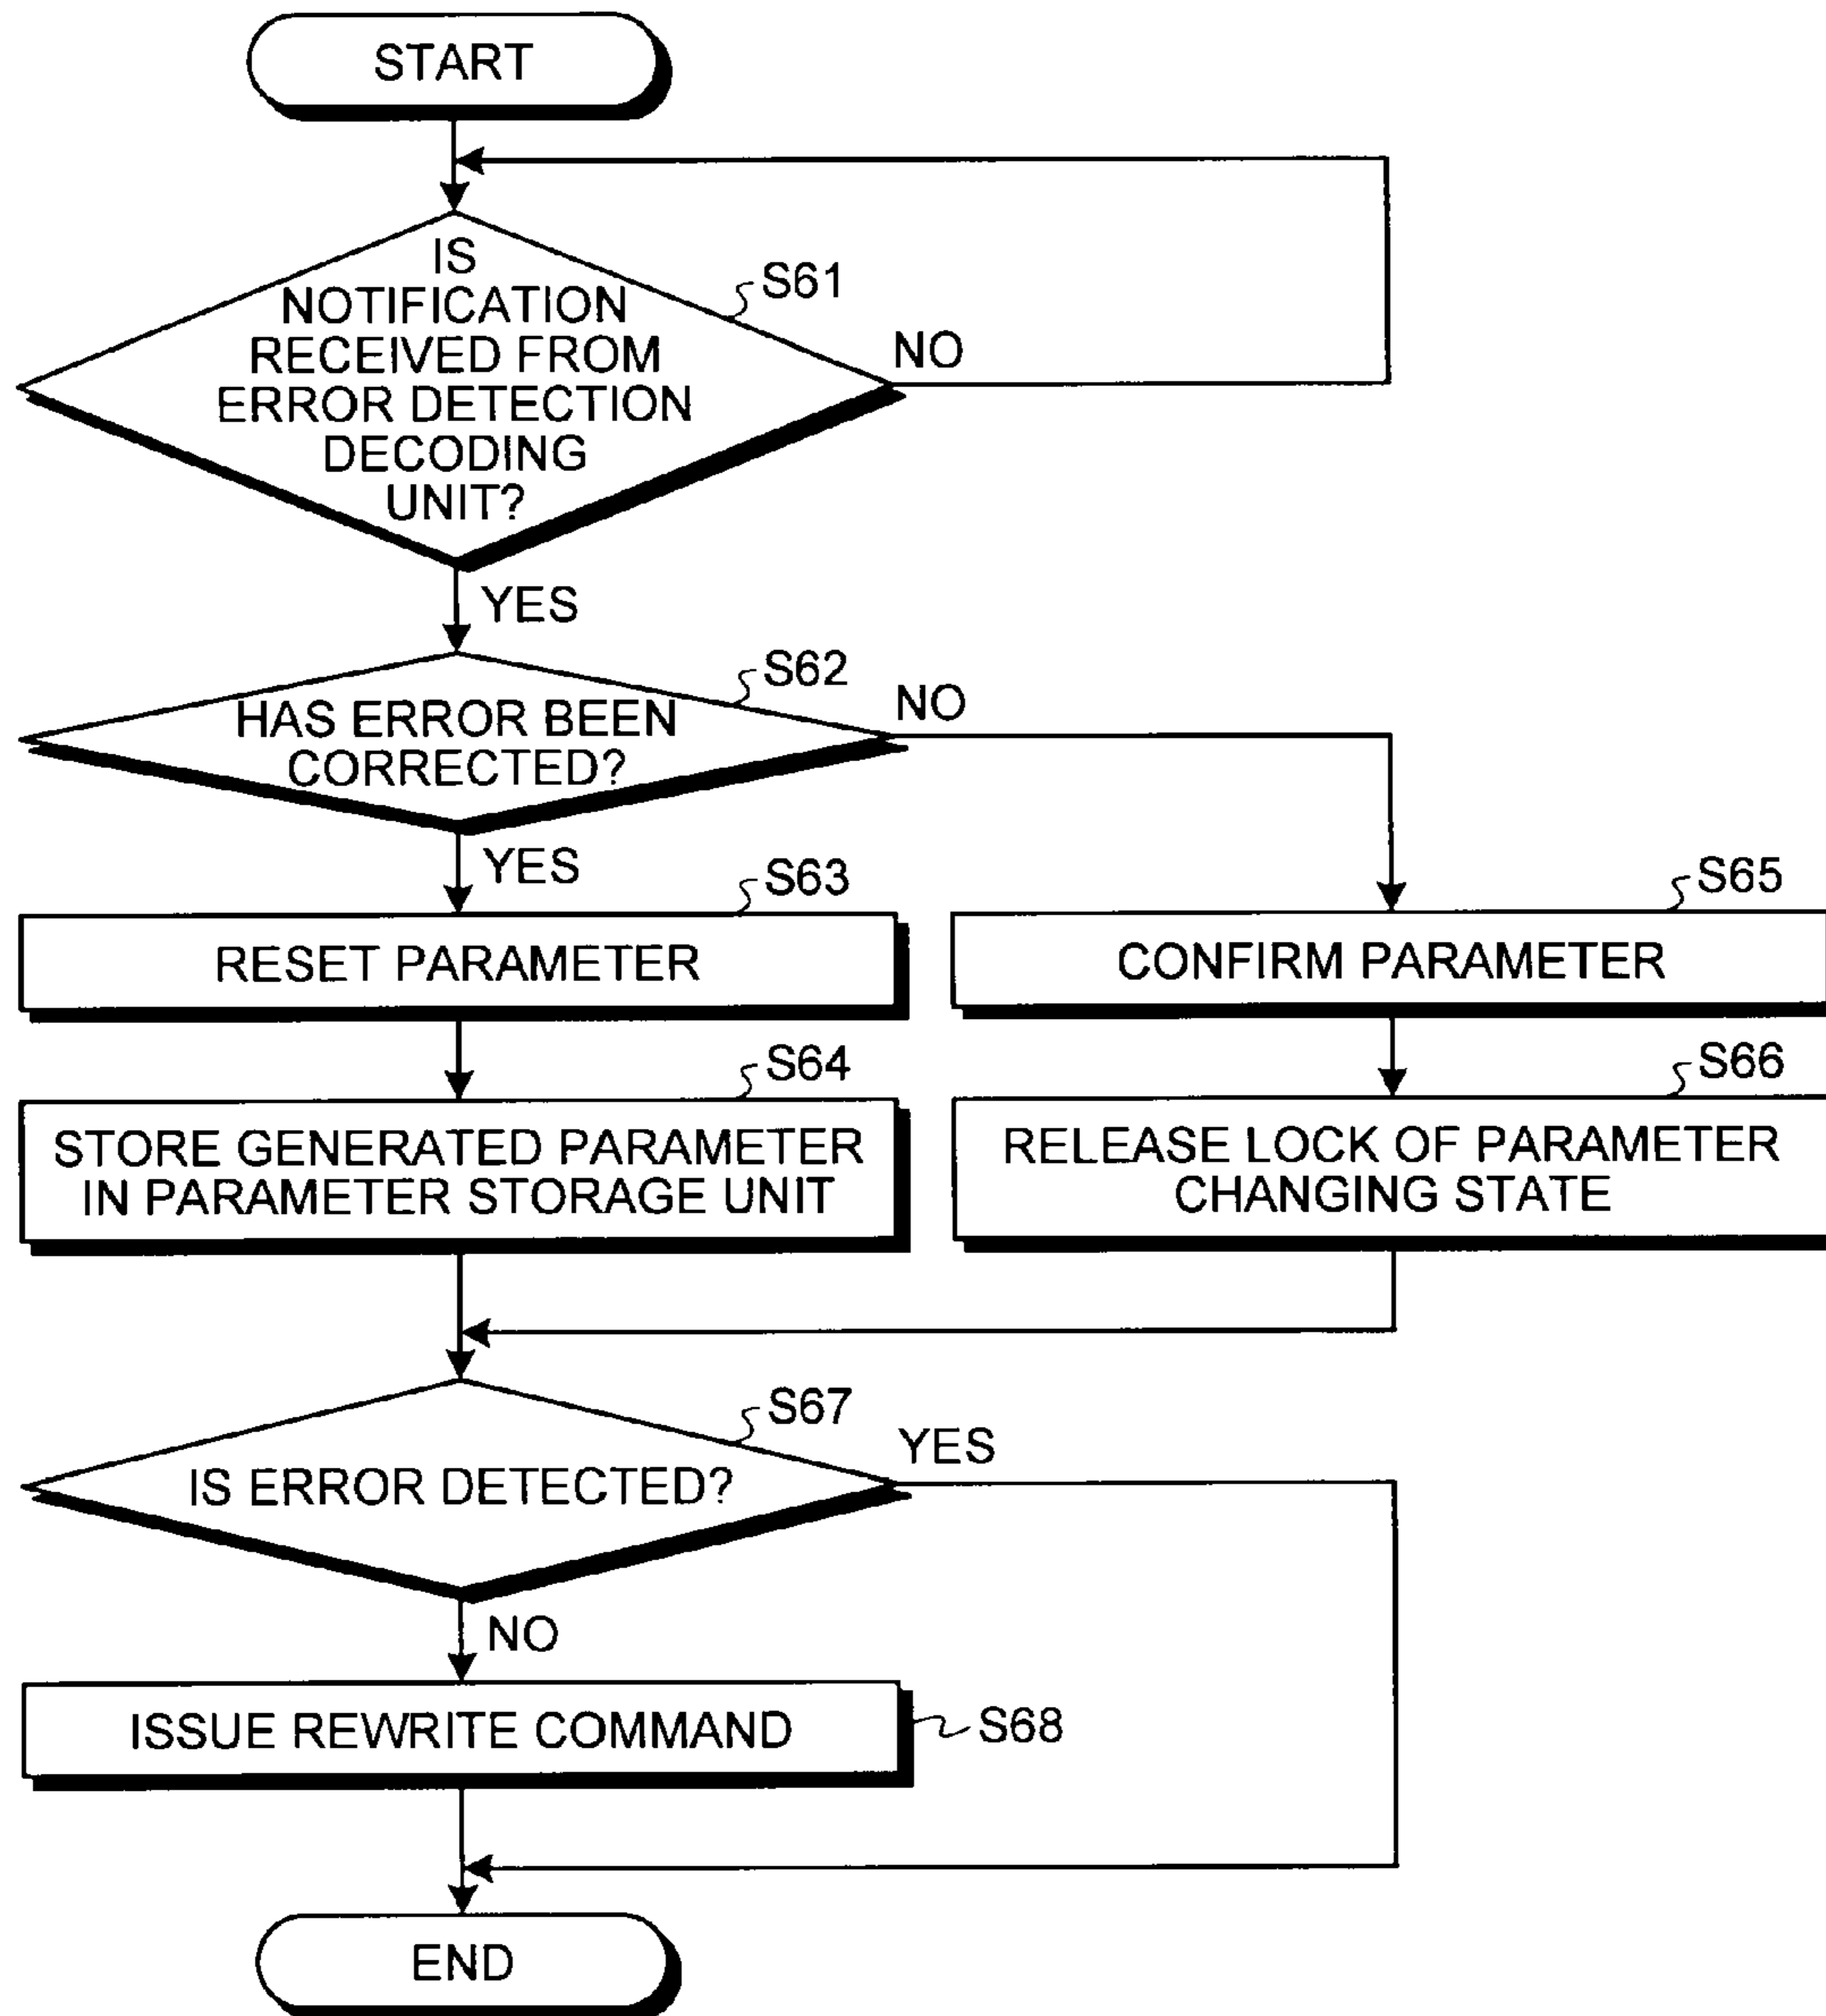 START
IS
NOTIFICATION
RECEIVED FROM
ERROR DETECTION
DECODING
UNIT?
S61
NO
YES
HAS ERROR BEEN
CORRECTED?
S62
NO
YES
S63
RESET PARAMETER
S65
CONFIRM PARAMETER
S64
STORE GENERATED PARAMETER
IN PARAMETER STORAGE UNIT
S66
RELEASE LOCK OF PARAMETER
CHANGING STATE
S67
IS ERROR DETECTED?
YES
NO
ISSUE REWRITE COMMAND
S68
END